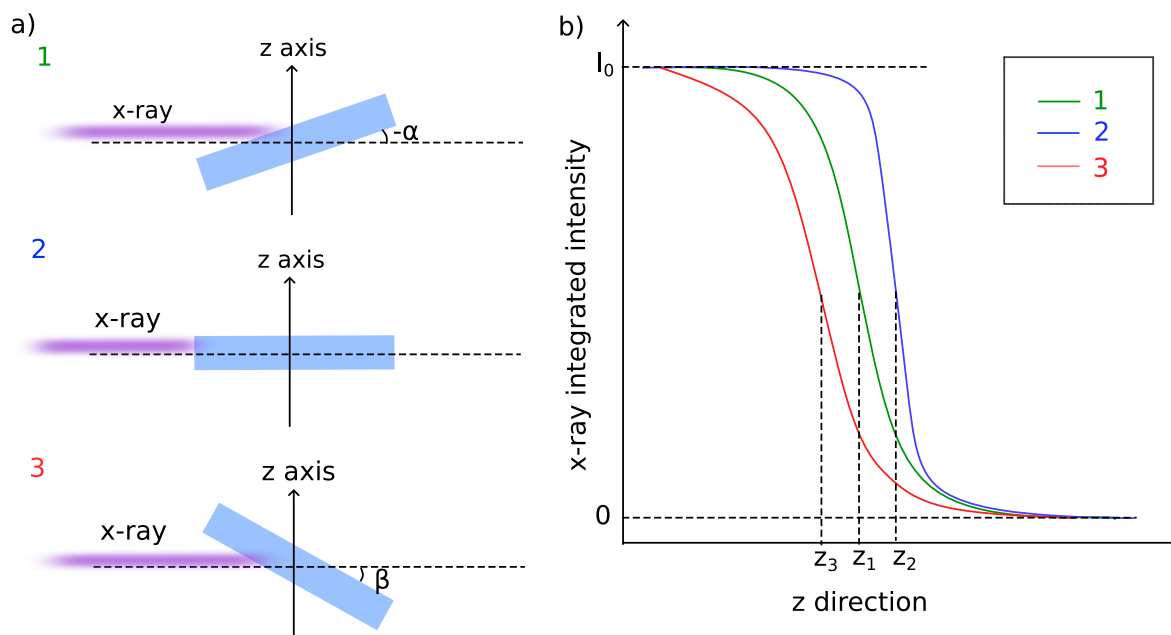 a)
1
z axis
x-ray
-α
2
z axis
x-ray
3
z axis
x-ray
β
b)
I₀
x-ray integrated intensity
0
z₃ z₁ z₂
z direction
1
2
3